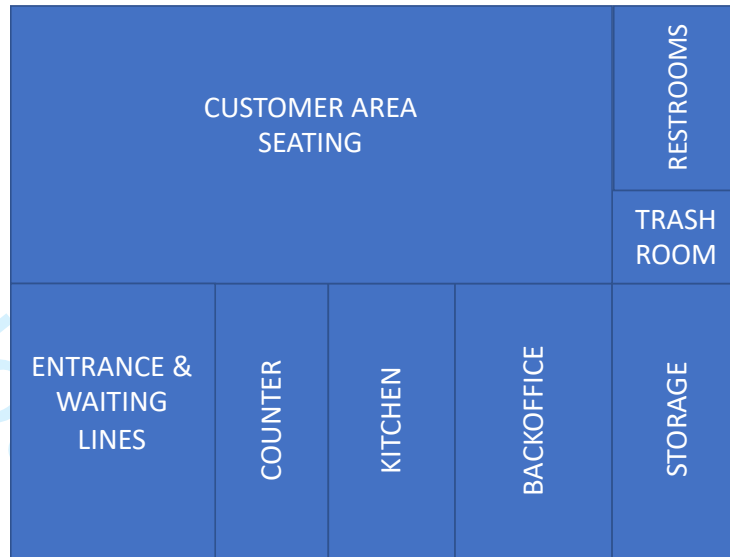 CUSTOMER AREA
SEATING
RESTROOMS
TRASH
ROOM
ENTRANCE &
WAITING
LINES
COUNTER
KITCHEN
BACKOFFICE
STORAGE